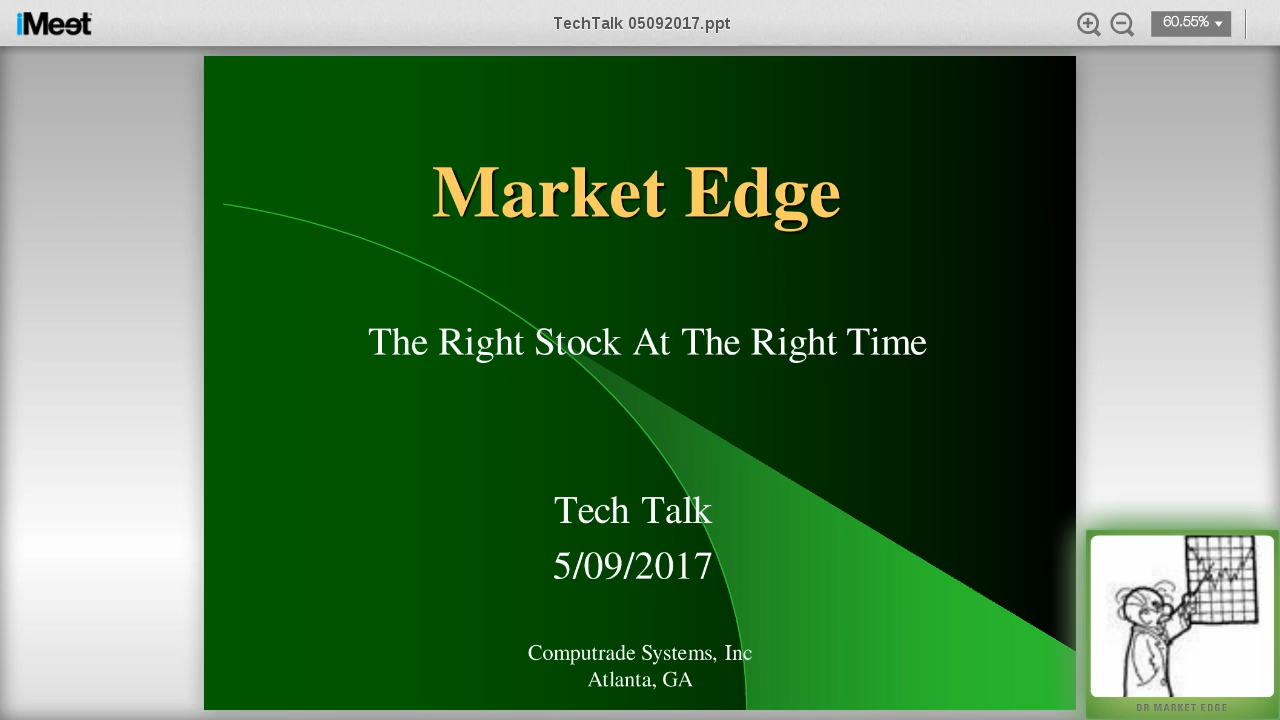 iMeet
TechTalk 05092017.ppt
60.55%
Market Edge
The Right Stock At The Right Time
Tech Talk
5/09/2017
Computrade Systems, Inc
Atlanta, GA
DR MARKET EDGE